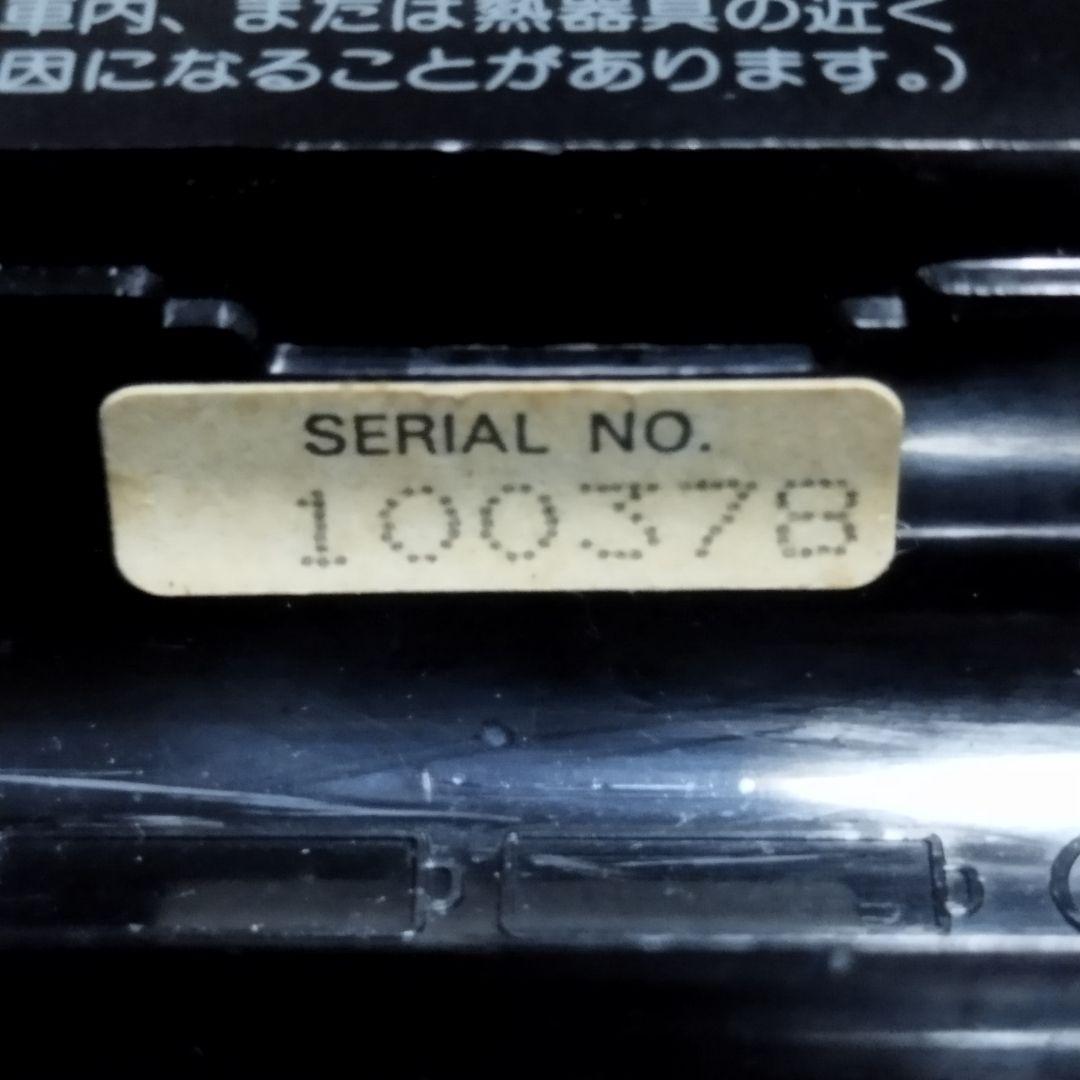 車内、または熱器具の近く
因になることがあります。)
SERIAL NO.
100378